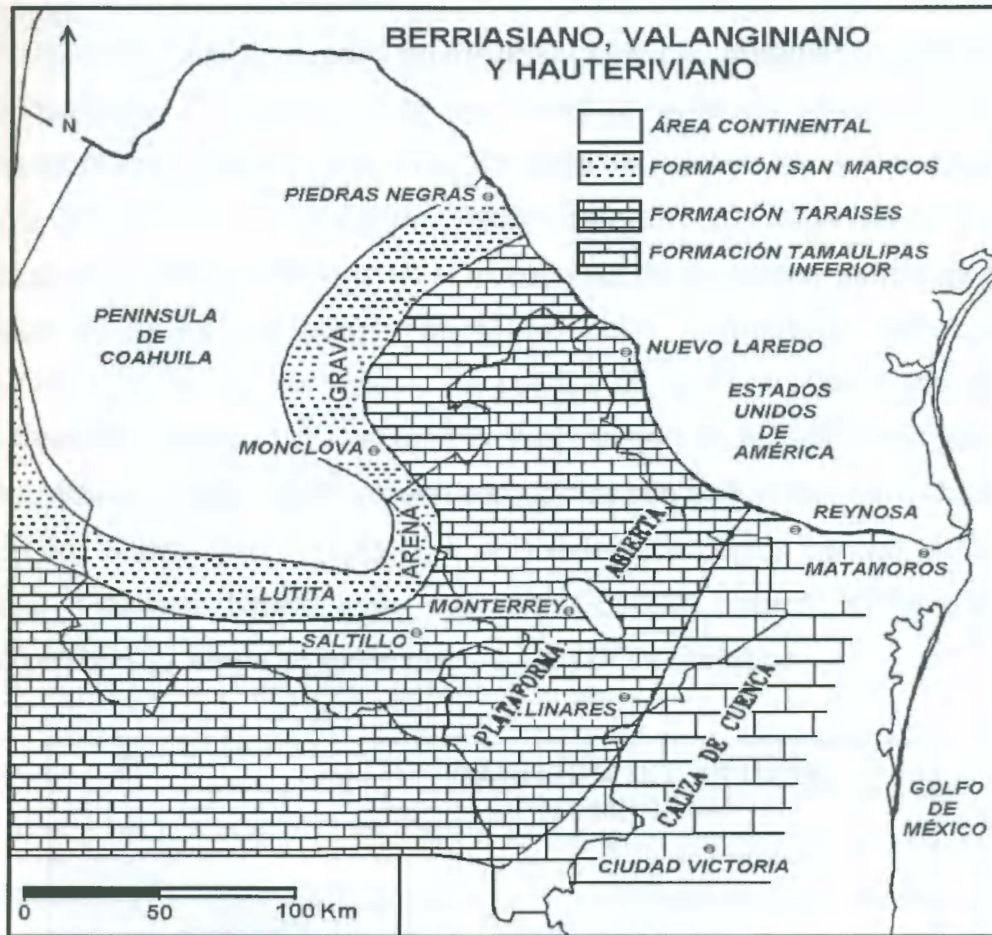 BERRIASIANO, VALANGINIANO
Y HAUTERIVIANO
N
ÁREA CONTINENTAL
FORMACIÓN SAN MARCOS
FORMACIÓN TARAISES
FORMACIÓN TAMAULIPAS
INFERIOR
PIEDRAS NEGRAS
PENINSULA
DE
COAHUILA
GRAVA
NUEVO LAREDO
ESTADOS
UNIDOS
DE
AMÉRICA
MONCLOVA
REYNOSA
ARENA
ABIERTA
MATAMOROS
LUTITA
MONTERREY
SALTILLO
PLATAFORMA
LINARES
CALIZA DE CUENCA
GOLFO
DE
MÉXICO
CIUDAD VICTORIA
0 50 100 Km